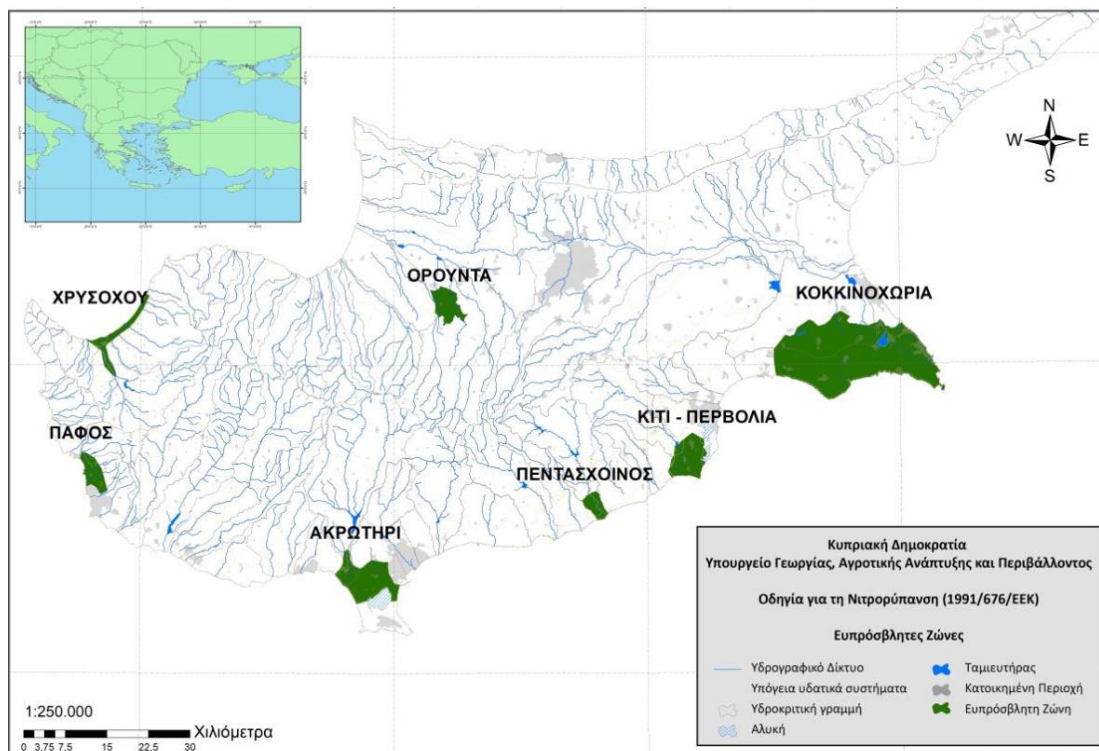 N
W E
S
ΟΡΟΥΝΤΑ
ΧΡΥΣΟΧΟΥ
ΚΟΚΚΙΝΟΧΩΡΙΑ
ΚΙΤΙ - ΠΕΡΒΟΛΙΑ
ΠΑΦΟΣ
ΠΕΝΤΑΣΧΟΙΝΟΣ
ΑΚΡΩΤΗΡΙ
Κυπριακή Δημοκρατία
Υπουργείο Γεωργίας, Αγροτικής Ανάπτυξης και Περιβάλλοντος
Οδηγία για τη Νιτρορύπανση (1991/676/ΕΕΚ)
Ευπρόσβλητες Ζώνες
Υδρογραφικό Δίκτυο
Υπόγεια υδατικά συστήματα
Υδροκριτική γραμμή
Αλυκή
Ταμιευτήρας
Κατοικημένη Περιοχή
Ευπρόσβλητη Ζώνη
1:250.000
Χιλιόμετρα
0 3.75 7.5 15 22.5 30